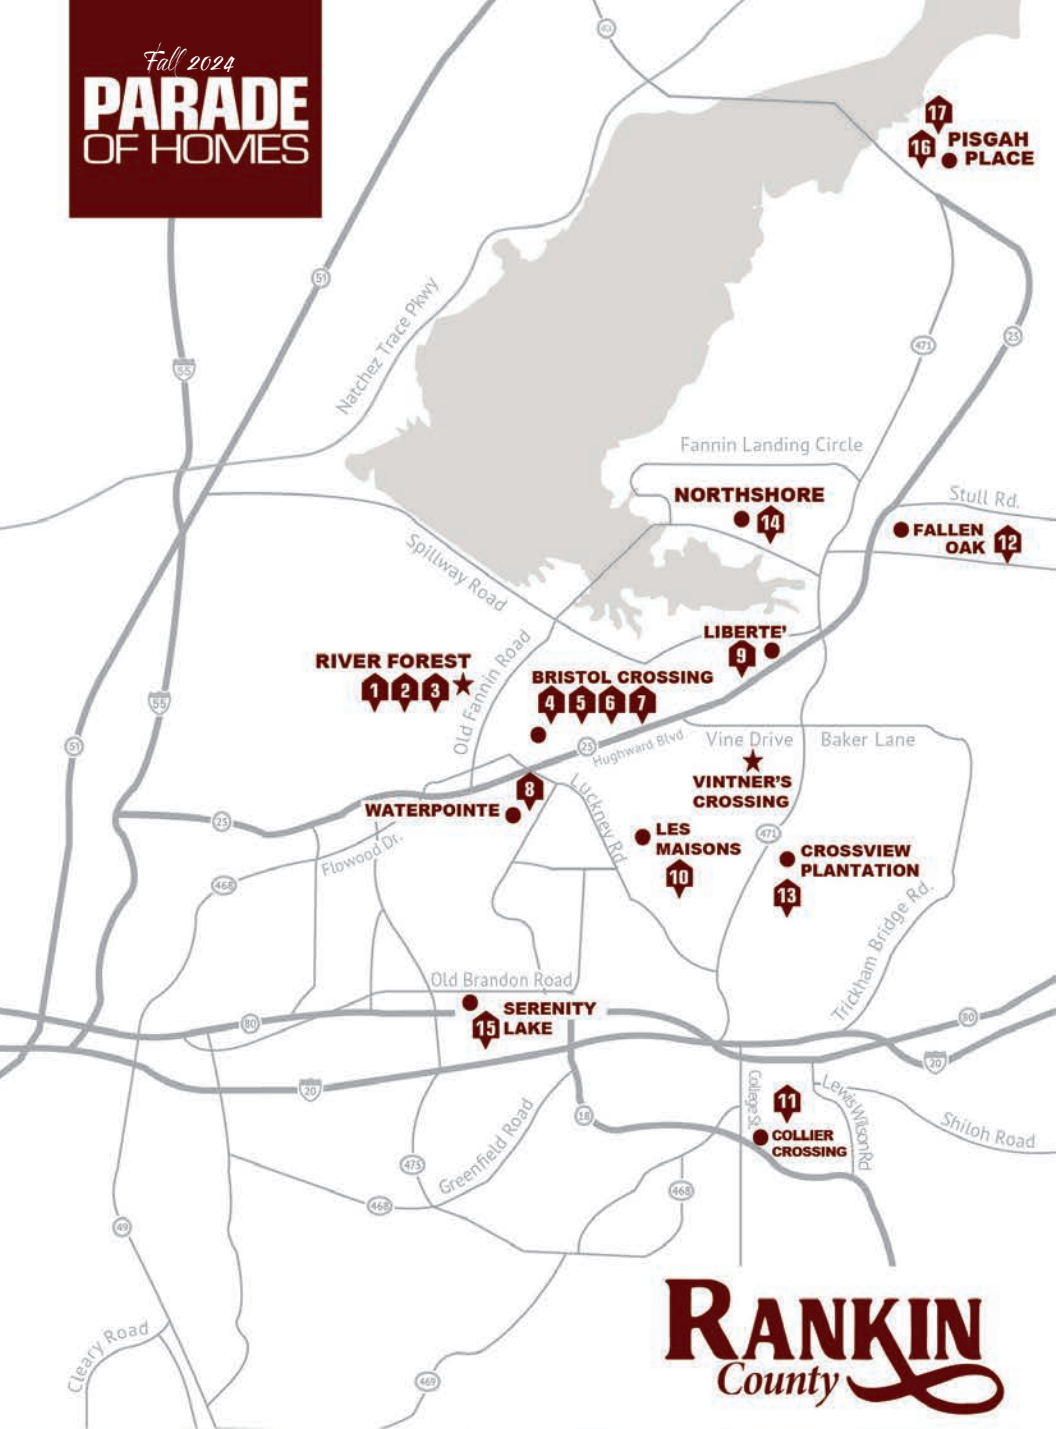 Fall 2024
PARADE
OF HOMES
49
17
16
PISGAH
PLACE
51
Natchez Trace Pkwy
55
471
25
Fannin Landing Circle
NORTHSHORE
14
Stull Rd.
FALLEN
OAK
12
Spillway Road
LIBERTE'
9
RIVER FOREST
1 2 3
Old Fannin Road
BRISTOL CROSSING
4 5 6 7
55
51
25
Hughward Blvd.
Vine Drive
Baker Lane
VINTNER'S
CROSSING
8
WATERPOINTE
Luckney Rd.
25
Flowood Dr.
LES
MAISONS
10
471
CROSSVIEW
PLANTATION
13
468
Trickham Bridge Rd.
Old Brandon Road
SERENITY
LAKE
15
80
80
20
20
College St.
11
Lewis Wilson Rd
COLLIER
CROSSING
Shiloh Road
18
Greenfield Road
475
468
468
49
Cleary Road
469
RANKIN
County